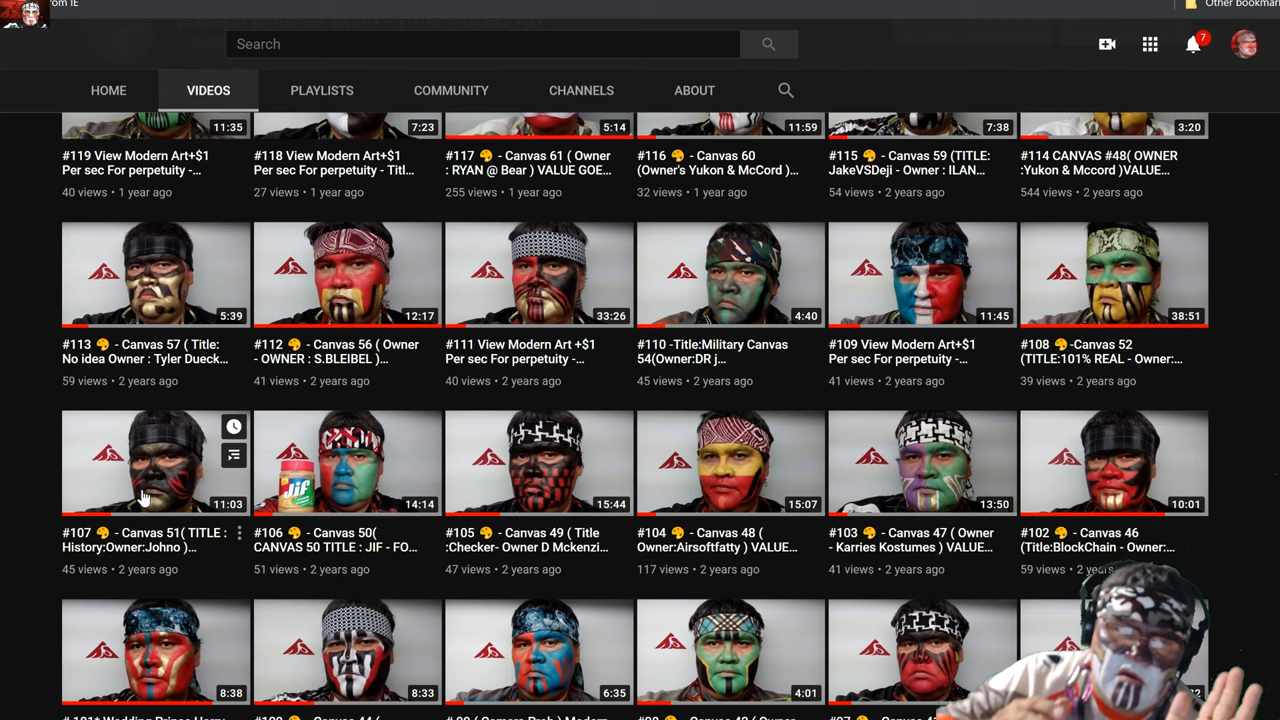 om IE
Other bookmar
Search
7
HOME
VIDEOS
PLAYLISTS
COMMUNITY
CHANNELS
ABOUT
11:35
7:23
5:14
11:59
7:38
3:20
#119 View Modern Art+$1
Per sec For perpetuity -...
40 views • 1 year ago
#118 View Modern Art+$1
Per sec For perpetuity - Titl...
27 views • 1 year ago
#117 🎨 - Canvas 61 ( Owner
: RYAN @ Bear ) VALUE GOE...
255 views • 1 year ago
#116 🎨 - Canvas 60
(Owner's Yukon & McCord )...
32 views • 1 year ago
#115 🎨 - Canvas 59 (TITLE:
JakeVSDeji - Owner : ILAN...
54 views • 2 years ago
#114 CANVAS #48( OWNER
:Yukon & Mccord )VALUE...
544 views • 2 years ago
5:39
12:17
33:26
4:40
11:45
38:51
#113 🎨 - Canvas 57 ( Title:
No idea Owner : Tyler Dueck...
59 views • 2 years ago
#112 🎨 - Canvas 56 ( Owner
- OWNER : S.BLEIBEL )...
41 views • 2 years ago
#111 View Modern Art +$1
Per sec For perpetuity -...
40 views • 2 years ago
#110 -Title:Military Canvas
54(Owner:DR j...
45 views • 2 years ago
#109 View Modern Art+$1
Per sec For perpetuity -...
41 views • 2 years ago
#108 🎨 -Canvas 52
(TITLE:101% REAL - Owner:...
39 views • 2 years ago
11:03
Jif
14:14
15:44
15:07
13:50
10:01
#107 🎨 - Canvas 51( TITLE :
History:Owner:Johno )...
45 views • 2 years ago
#106 🎨 - Canvas 50(
CANVAS 50 TITLE : JIF - FO...
51 views • 2 years ago
#105 🎨 - Canvas 49 ( Title
:Checker- Owner D Mckenzi...
47 views • 2 years ago
#104 🎨 - Canvas 48 (
Owner:Airsoftfatty ) VALUE...
117 views • 2 years ago
#103 🎨 - Canvas 47 ( Owner
- Karries Kostumes ) VALUE...
41 views • 2 years ago
#102 🎨 - Canvas 46
(Title:BlockChain - Owner:...
59 views • 2 years ago
8:38
8:33
6:35
4:01